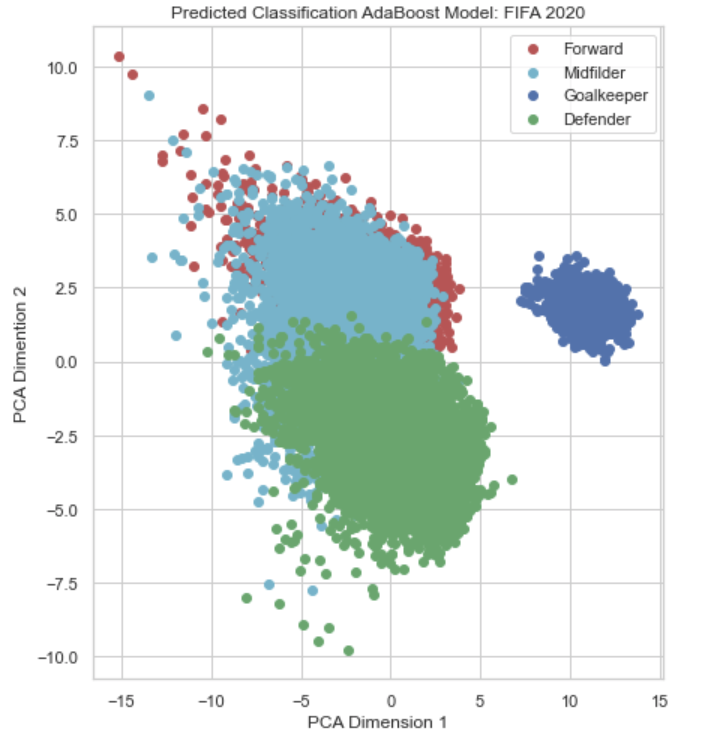 Predicted Classification AdaBoost Model: FIFA 2020
Forward
Midfilder
Goalkeeper
Defender
10.0
7.5
5.0
2.5
0.0
−2.5
−5.0
−7.5
−10.0
PCA Dimention 2
−15
−10
−5
0
5
10
15
PCA Dimension 1